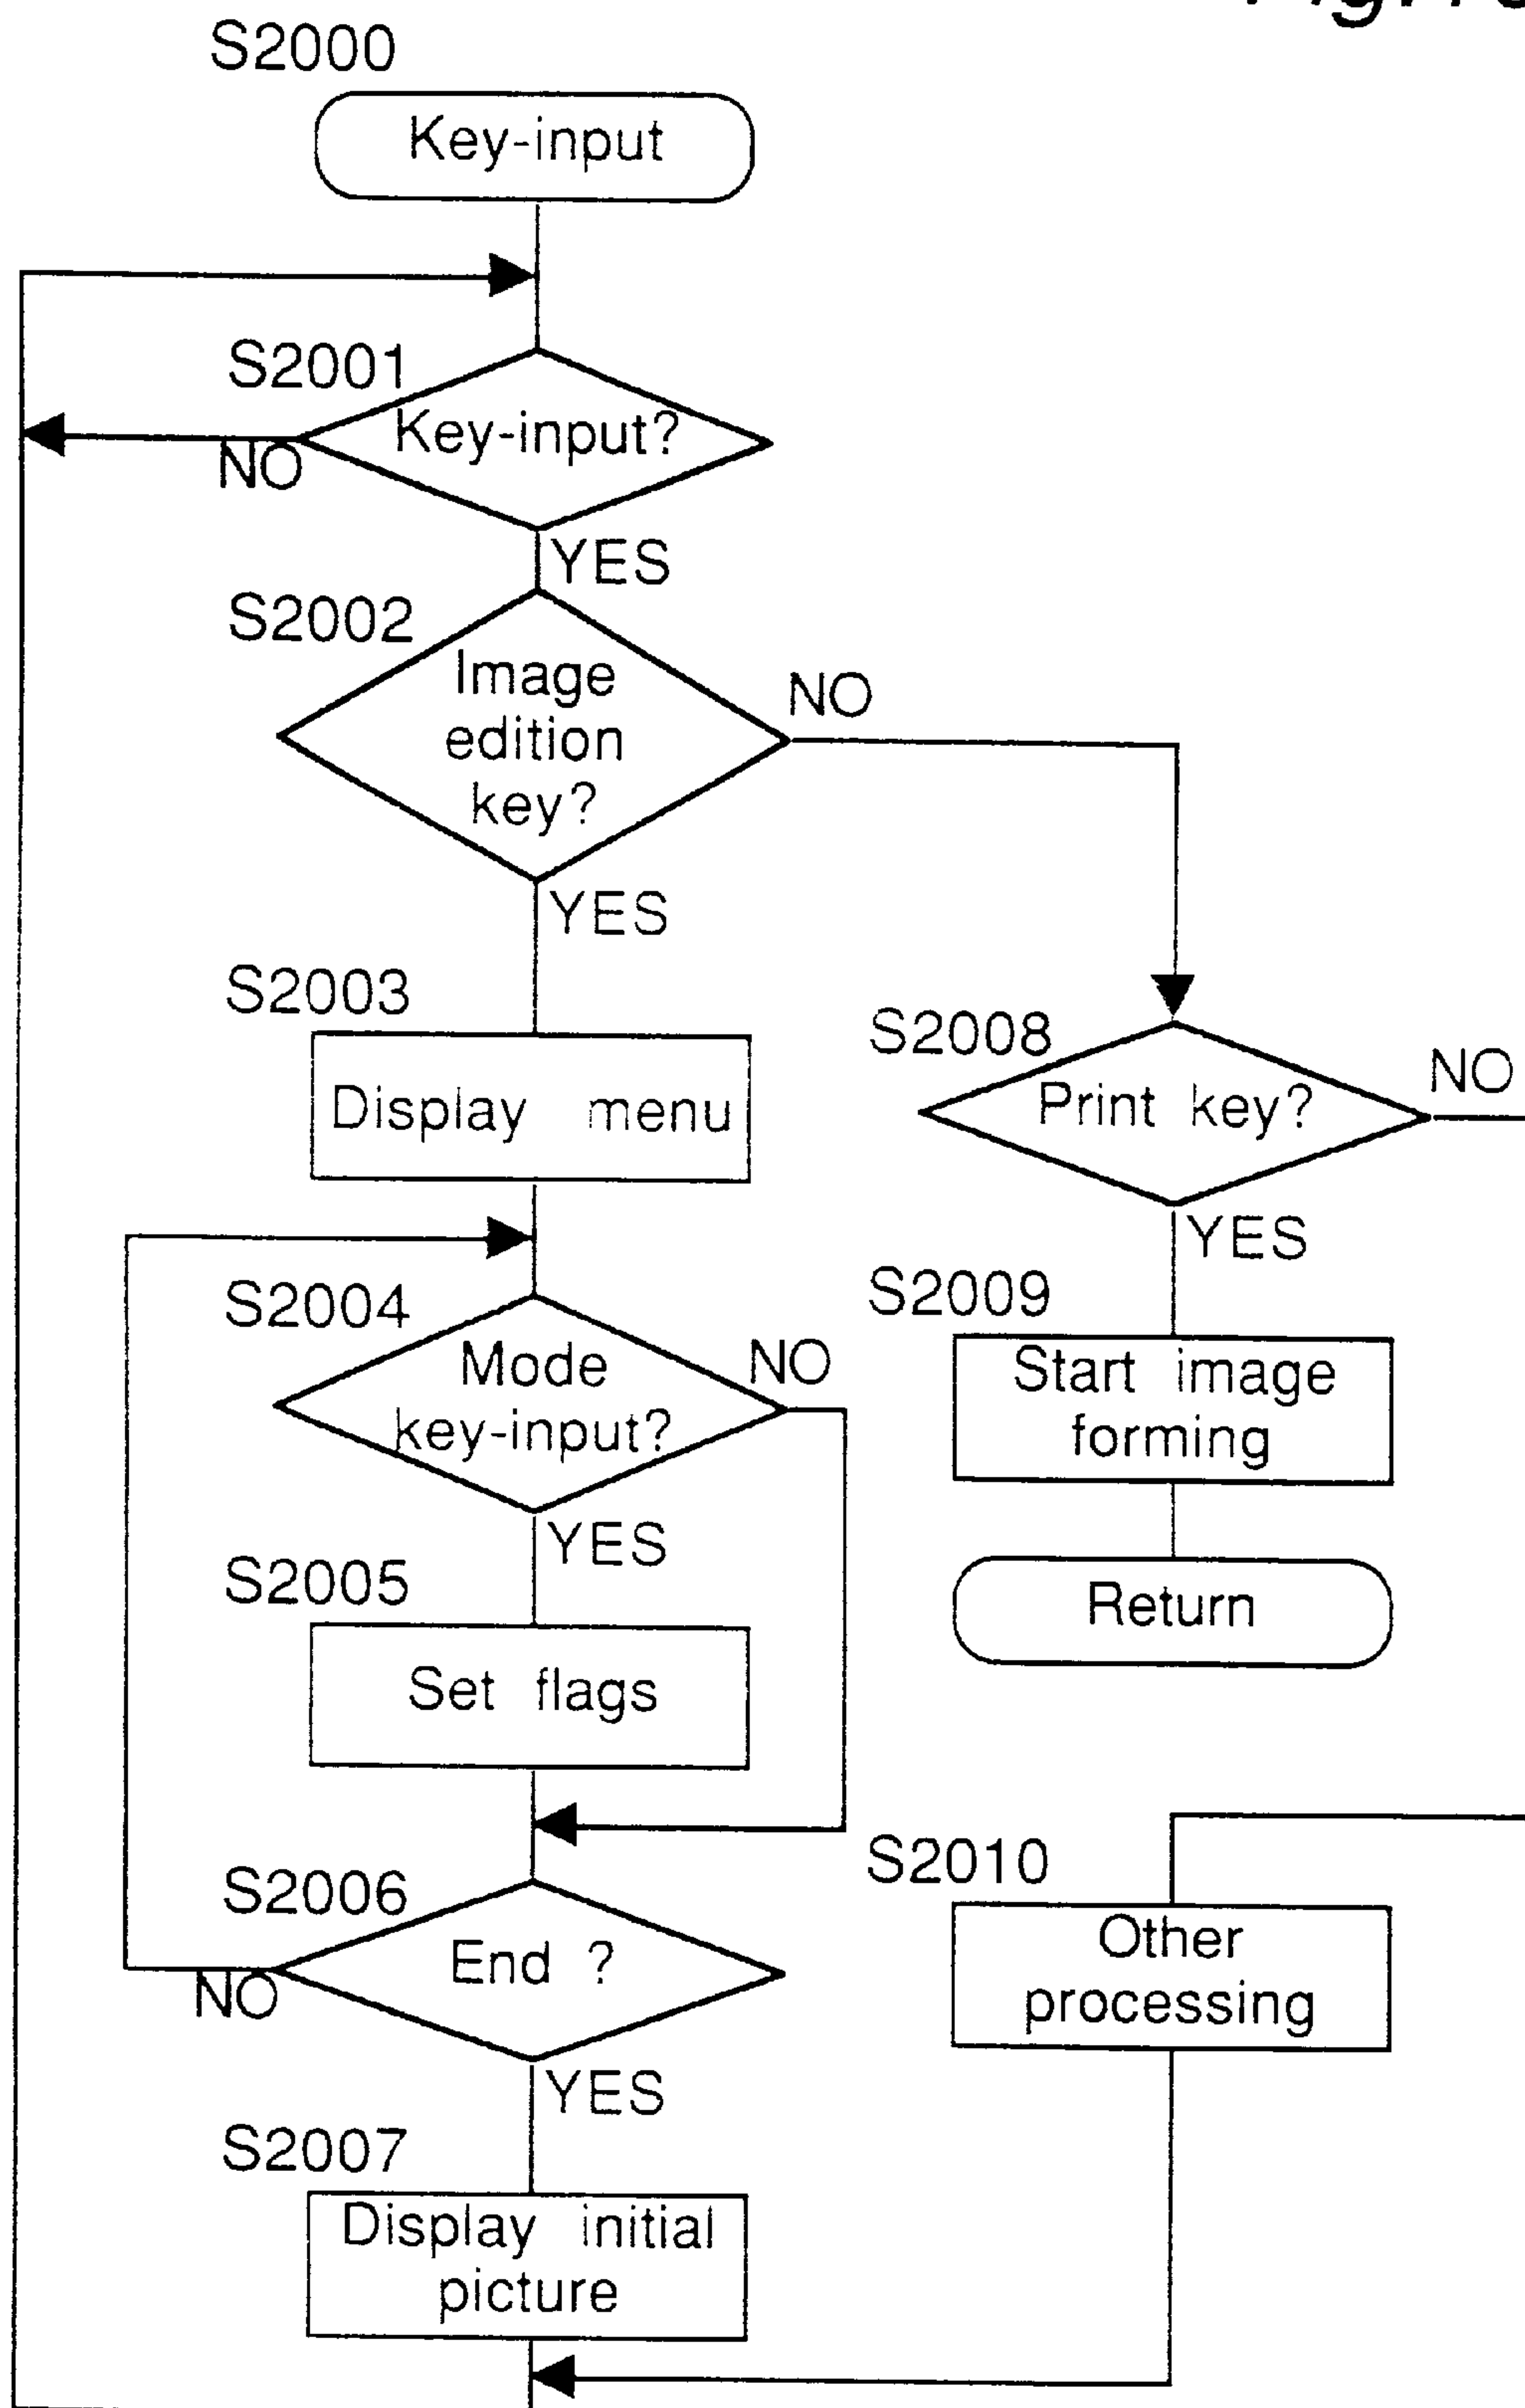 S2000
Key-input
S2001
Key-input?
NO
YES
S2002
Image
edition
key?
NO
YES
S2003
Display menu
S2004
Mode
key-input?
NO
YES
S2005
Set flags
S2006
End ?
NO
YES
S2007
Display initial
picture
S2008
Print key?
NO
YES
S2009
Start image
forming
Return
S2010
Other
processing